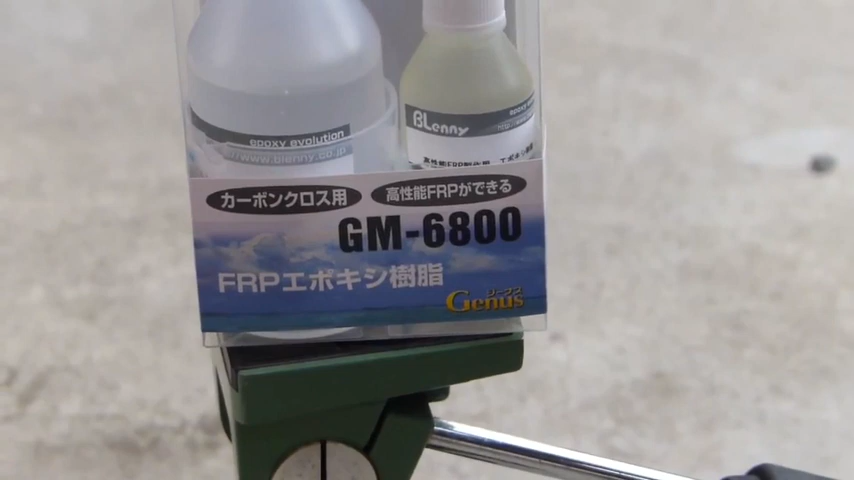 BLenny
epoxy evolution
www.blenny.co.jp
カーボンクロス用
高性能FRPができる
GM-6800
FRPエポキシ樹脂
ジーナス
Genus